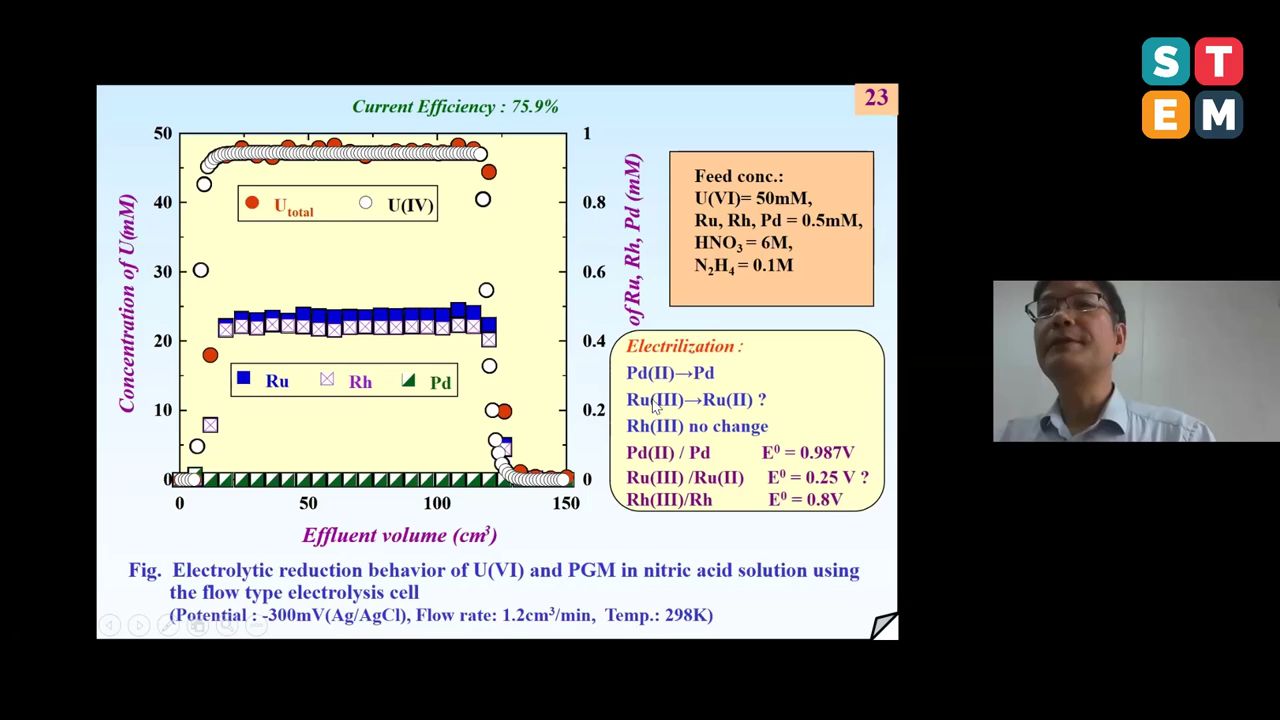 S T
E M
23
Current Efficiency : 75.9%
50
40
30
20
10
0
1
0.8
0.6
0.4
0.2
0
0
50
100
150
Concentration of U(mM)
of Ru, Rh, Pd (mM)
Effluent volume (cm³)
U_total U(IV)
Ru Rh Pd
Feed conc.:
U(VI)= 50mM,
Ru, Rh, Pd = 0.5mM,
HNO₃ = 6M,
N₂H₄ = 0.1M
Electrilization :
Pd(II)→Pd
Ru(III)→Ru(II) ?
Rh(III) no change
Pd(II) / Pd E⁰ = 0.987V
Ru(III) /Ru(II) E⁰ = 0.25 V ?
Rh(III)/Rh E⁰ = 0.8V
Fig. Electrolytic reduction behavior of U(VI) and PGM in nitric acid solution using
the flow type electrolysis cell
(Potential : -300mV(Ag/AgCl), Flow rate: 1.2cm³/min, Temp.: 298K)